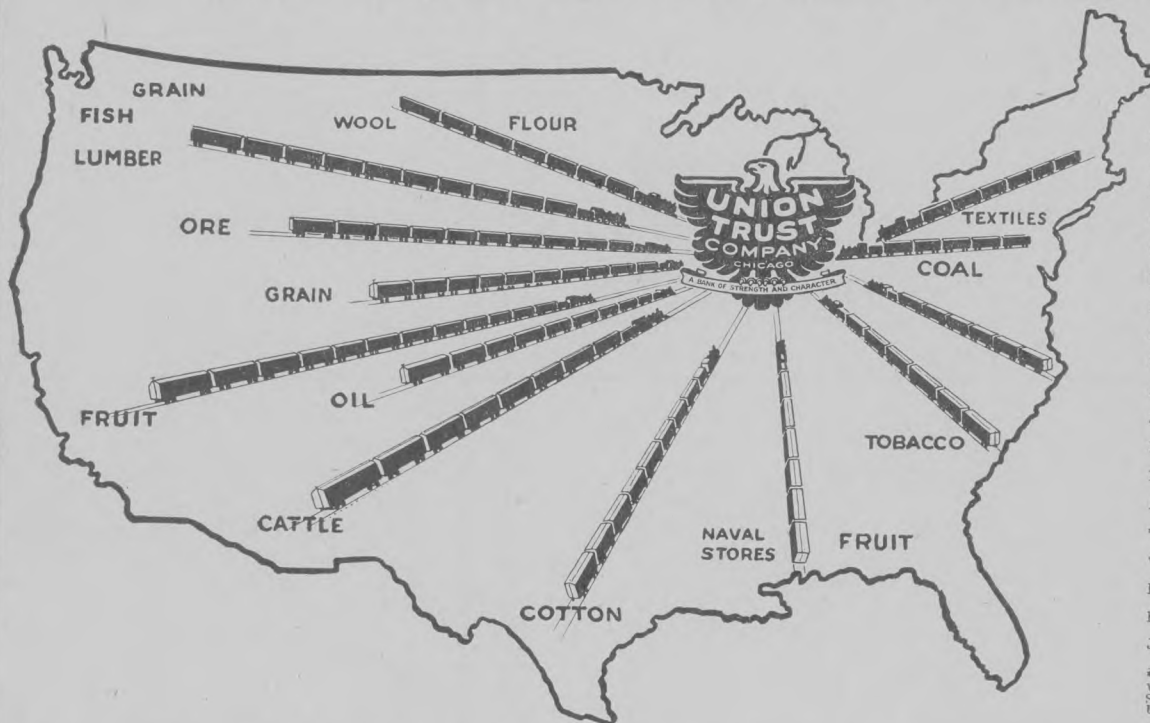 GRAIN
FISH
LUMBER
WOOL
FLOUR
ORE
GRAIN
FRUIT
OIL
CATTLE
COTTON
NAVAL
STORES
FRUIT
TOBACCO
COAL
TEXTILES
UNION
TRUST
COMPANY
CHICAGO
A BANK OF STRENGTH AND CHARACTER